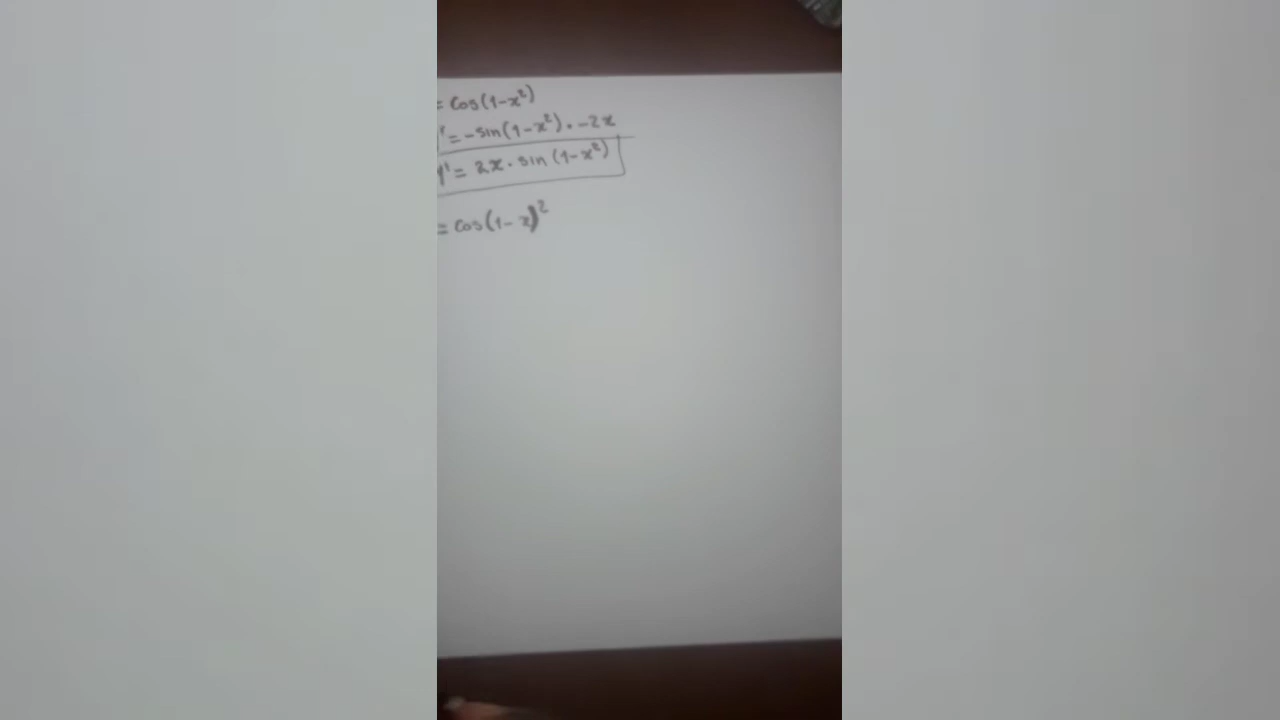 = cos(1-x²)
y' = -sin(1-x²) · -2x
y' = 2x · sin(1-x²)
= cos(1-x)²